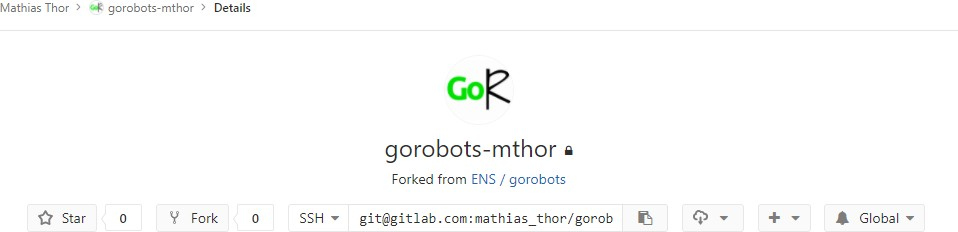 Mathias Thor > gorobots-mthor > Details
GoR
gorobots-mthor
Forked from ENS / gorobots
Star 0 Fork 0 SSH git@gitlab.com:mathias_thor/gorob + Global